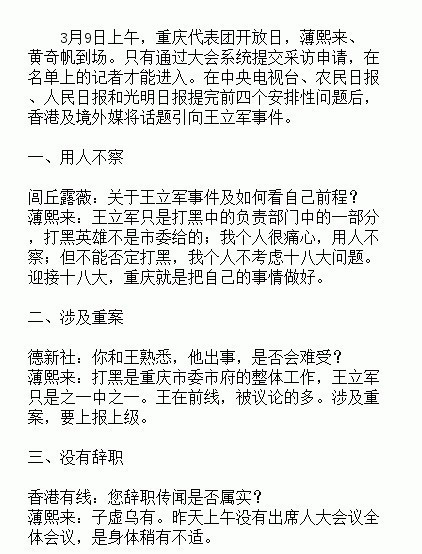 3月9日上午，重庆代表团开放日，薄熙来、
黄奇帆到场。只有通过大会系统提交采访申请，在
名单上的记者才能进入。在中央电视台、农民日报
、人民日报和光明日报提完前四个安排性问题后，
香港及境外媒将话题引向王立军事件。
一、用人不察
闾丘露薇：关于王立军事件及如何看自己前程？
薄熙来：王立军只是打黑中的负责部门中的一部分
，打黑英雄不是市委给的；我个人很痛心，用人不
察；但不能否定打黑，我个人不考虑十八大问题。
迎接十八大，重庆就是把自己的事情做好。
二、涉及重案
德新社：你和王熟悉，他出事，是否会难受？
薄熙来：打黑是重庆市委市府的整体工作，王立军
只是之一中之一。王在前线，被议论的多。涉及重
案，要上报上级。
三、没有辞职
香港有线：您辞职传闻是否属实？
薄熙来：子虚乌有。昨天上午没有出席人大会议全
体会议，是身体稍有不适。